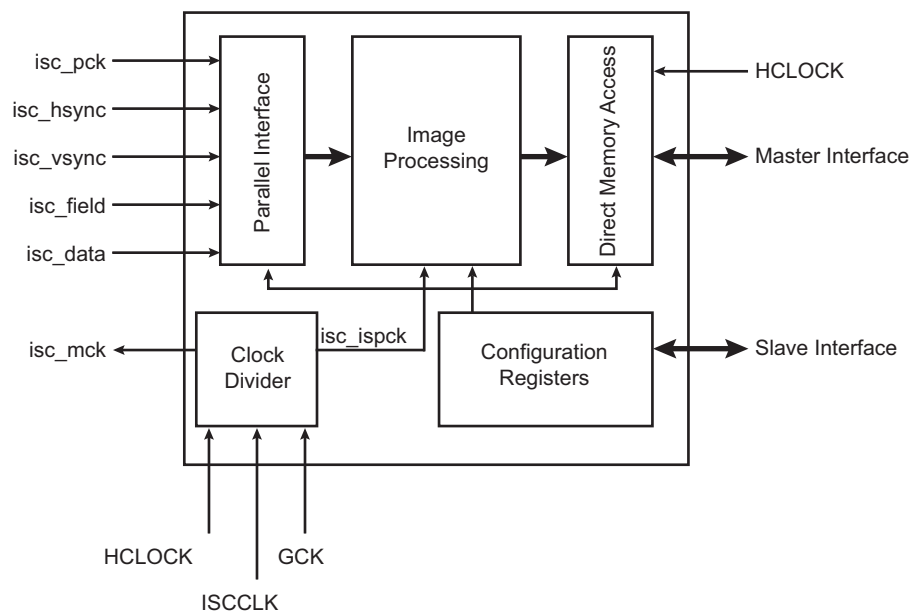 isc_pck
isc_hsync
isc_vsync
isc_field
isc_data
Parallel Interface
Image
Processing
Direct Memory Access
HCLOCK
Master Interface
isc_mck
Clock
Divider
isc_ispck
Configuration
Registers
Slave Interface
HCLOCK
GCK
ISCCLK